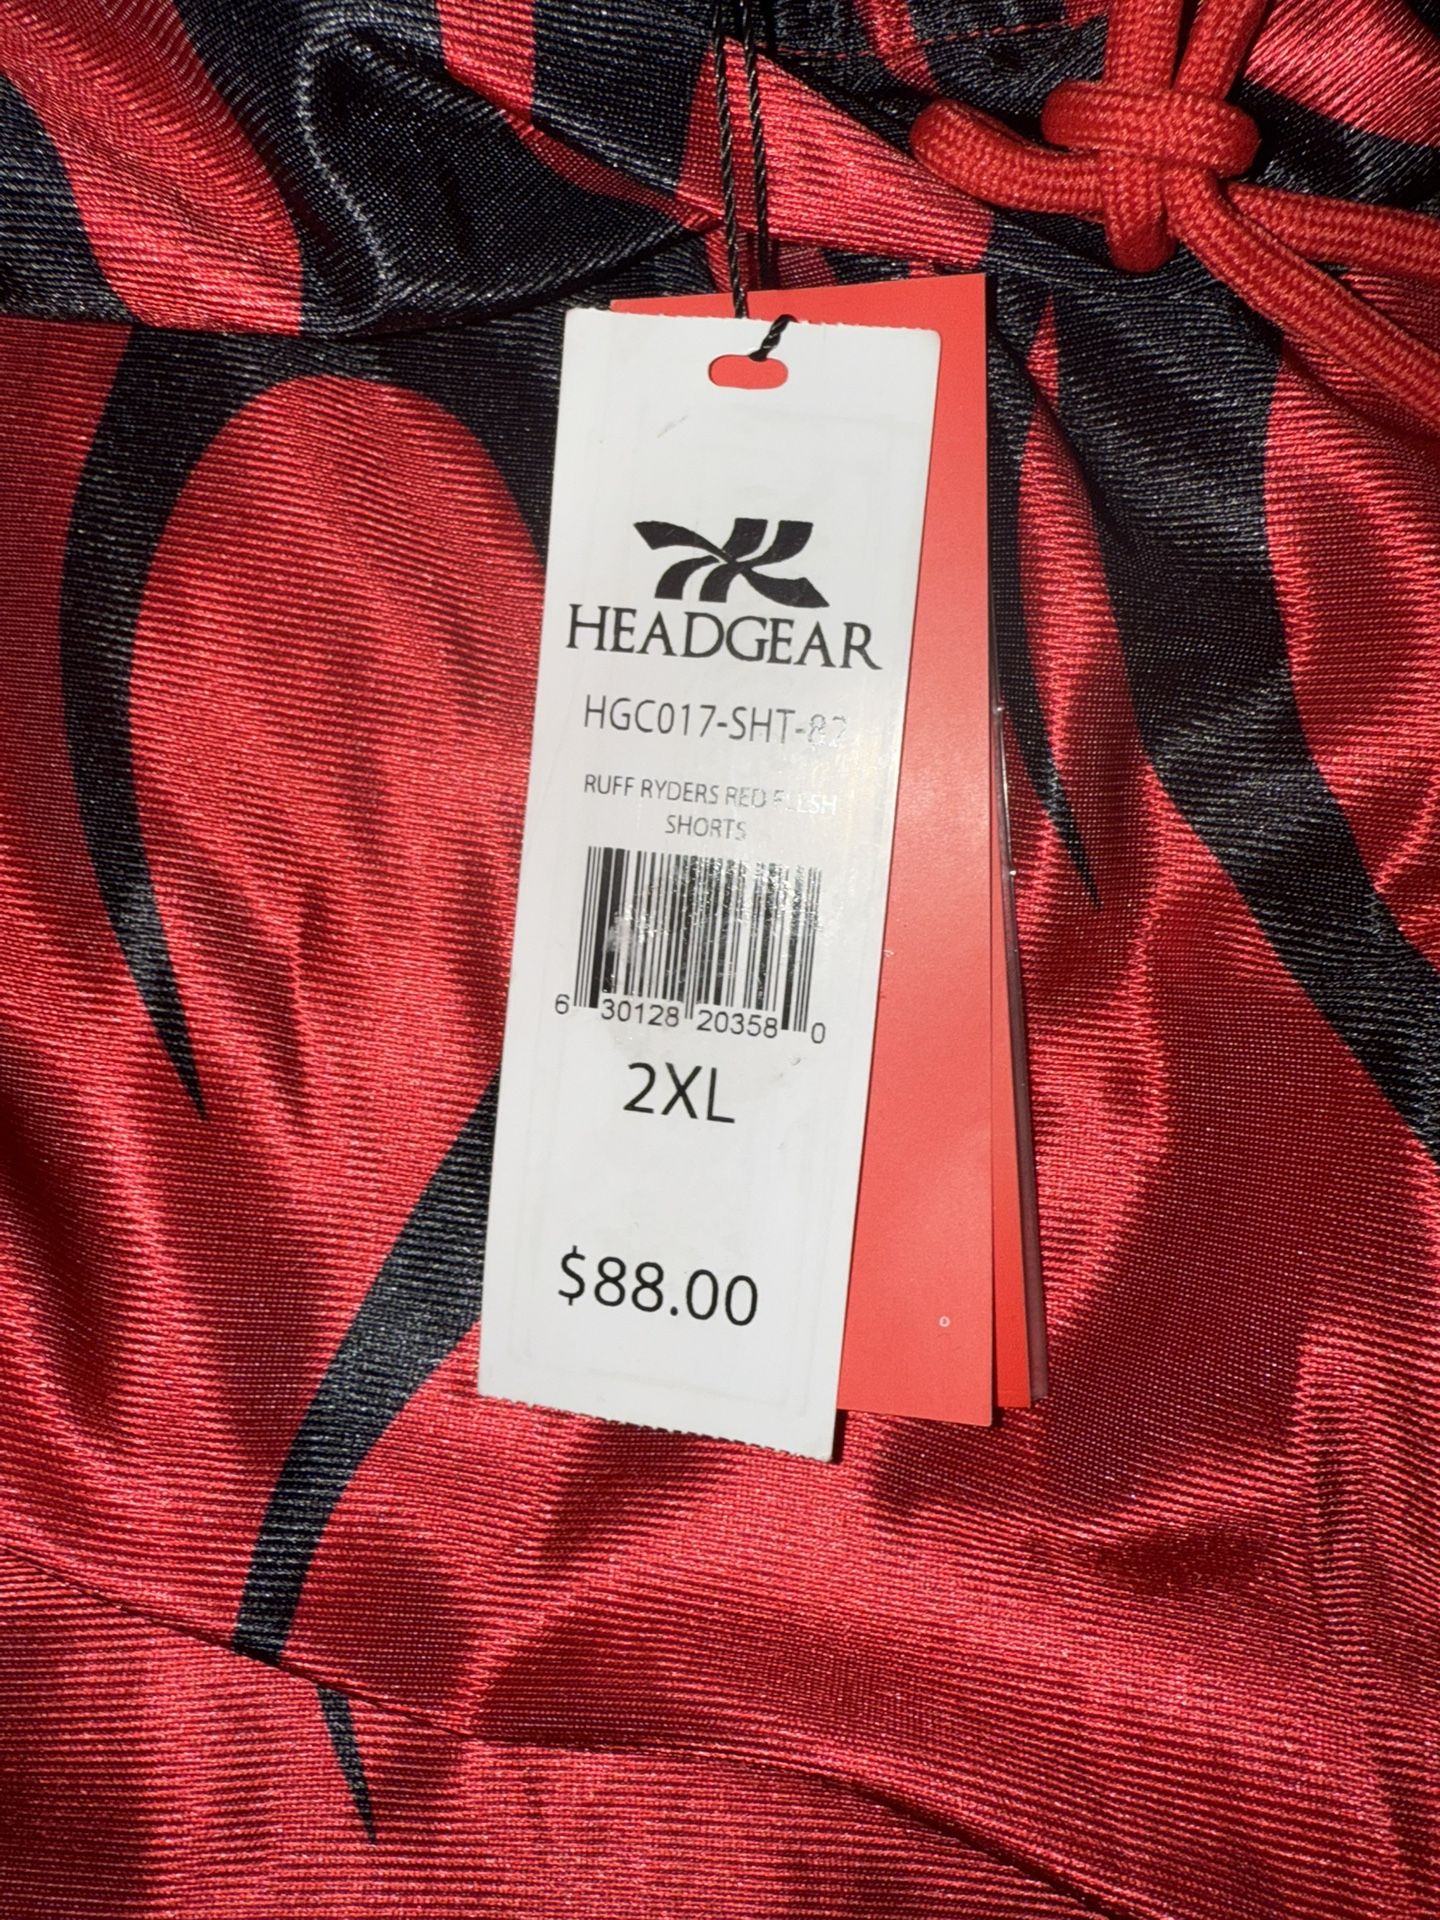 HEADGEAR
HGC017-SHT-82
RUFF RYDERS RED FLESH
SHORTS
6 30128 20358 0
2XL
$88.00